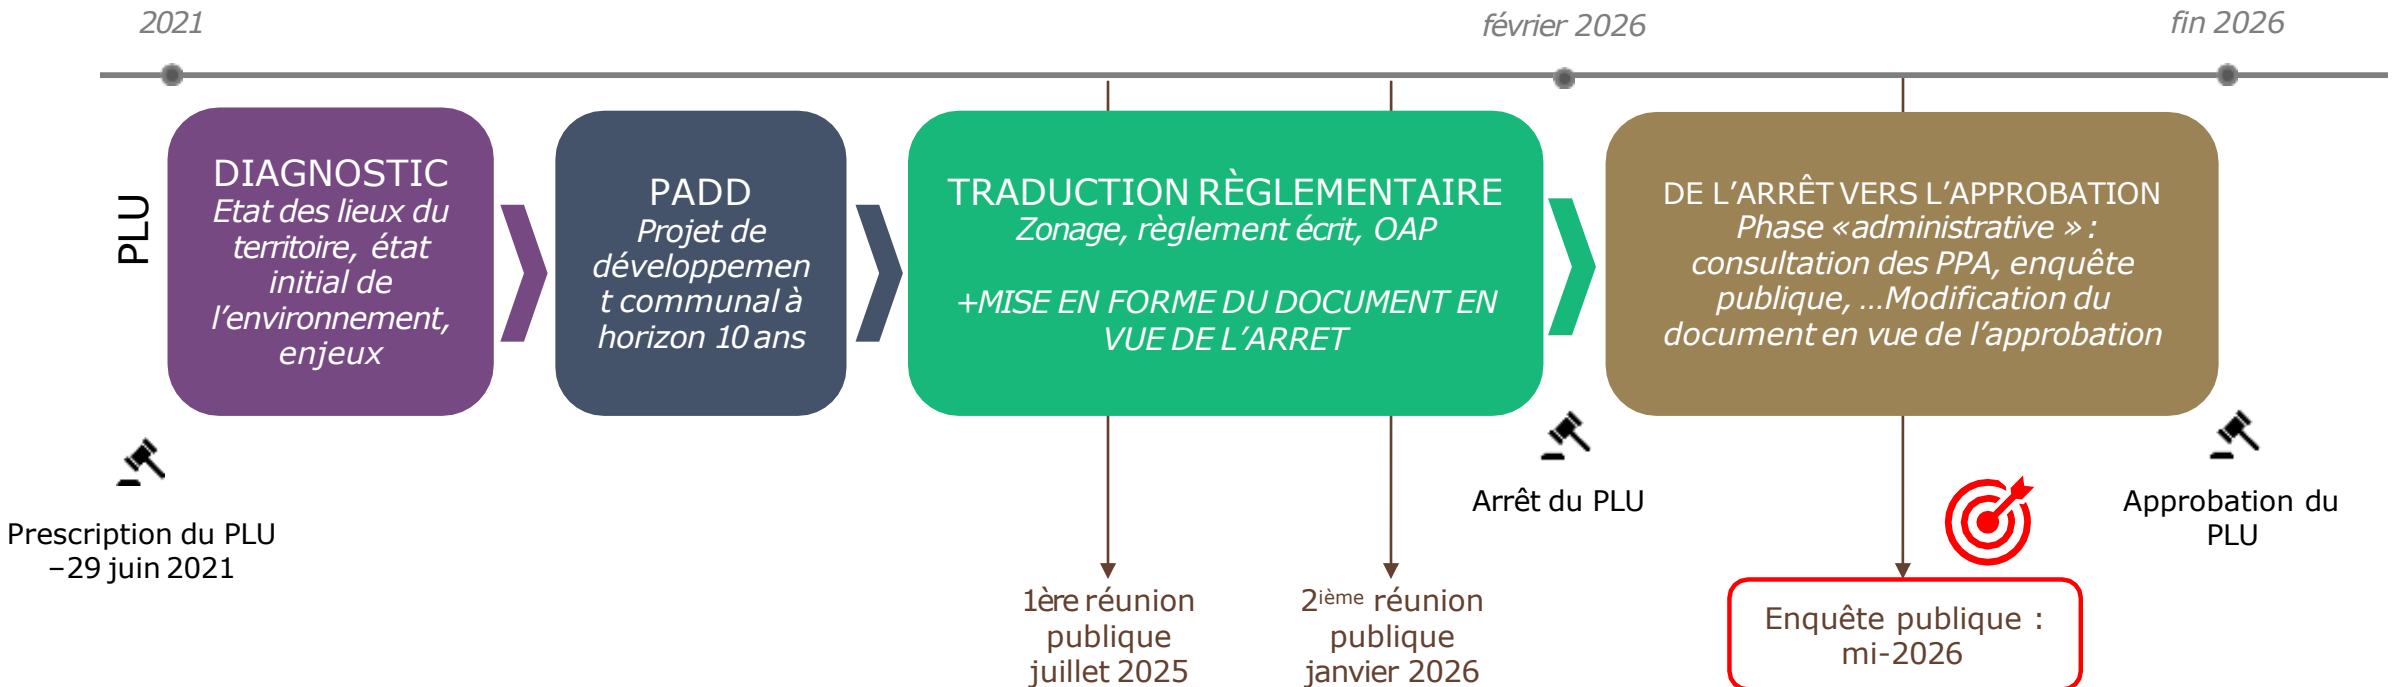 2021
février 2026
fin 2026
PLU
DIAGNOSTIC
Etat des lieux du
territoire, état
initial de
l’environnement,
enjeux
PADD
Projet de
développemen
t communal à
horizon 10 ans
TRADUCTION RÈGLEMENTAIRE
Zonage, règlement écrit, OAP
+MISE EN FORME DU DOCUMENT EN
VUE DE L’ARRET
DE L’ARRÊT VERS L’APPROBATION
Phase «administrative » :
consultation des PPA, enquête
publique, …Modification du
document en vue de l’approbation
Prescription du PLU
–29 juin 2021
1ère réunion
publique
juillet 2025
2ième réunion
publique
janvier 2026
Arrêt du PLU
Enquête publique :
mi-2026
Approbation du
PLU